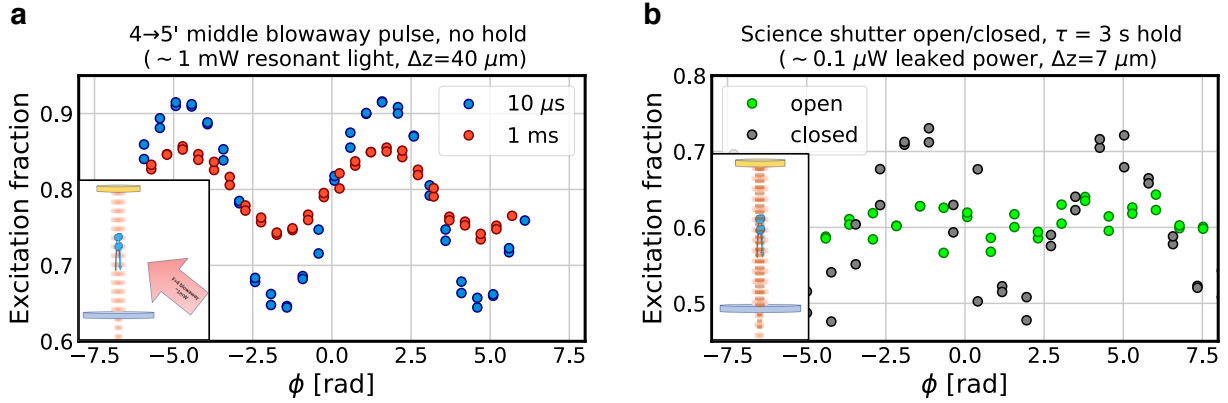 a
4→5' middle blowaway pulse, no hold
(~1 mW resonant light, Δz=40 μm)
10 μs
1 ms
Excitation fraction
0.9
0.8
0.7
0.6
−7.5 −5.0 −2.5 0.0 2.5 5.0 7.5
ϕ [rad]
b
Science shutter open/closed, τ = 3 s hold
(~0.1 μW leaked power, Δz=7 μm)
open
closed
Excitation fraction
0.8
0.7
0.6
0.5
−7.5 −5.0 −2.5 0.0 2.5 5.0 7.5
ϕ [rad]